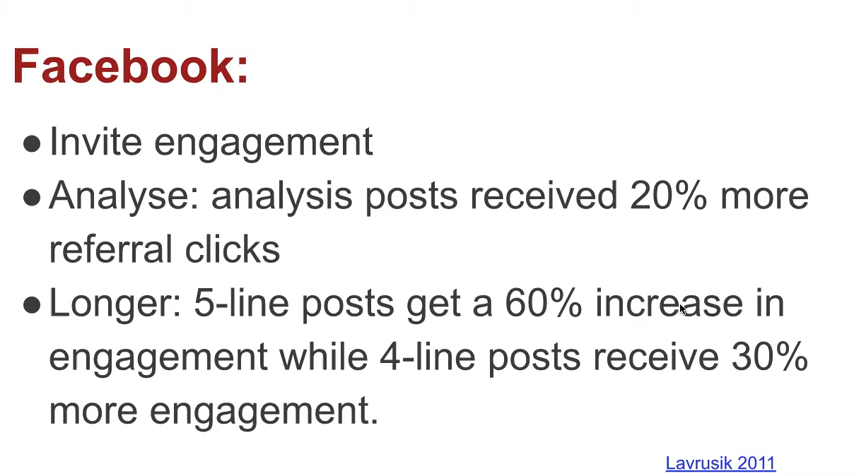 Facebook:
●Invite engagement
●Analyse: analysis posts received 20% more
referral clicks
●Longer: 5-line posts get a 60% increase in
engagement while 4-line posts receive 30%
more engagement.
Lavrusik 2011